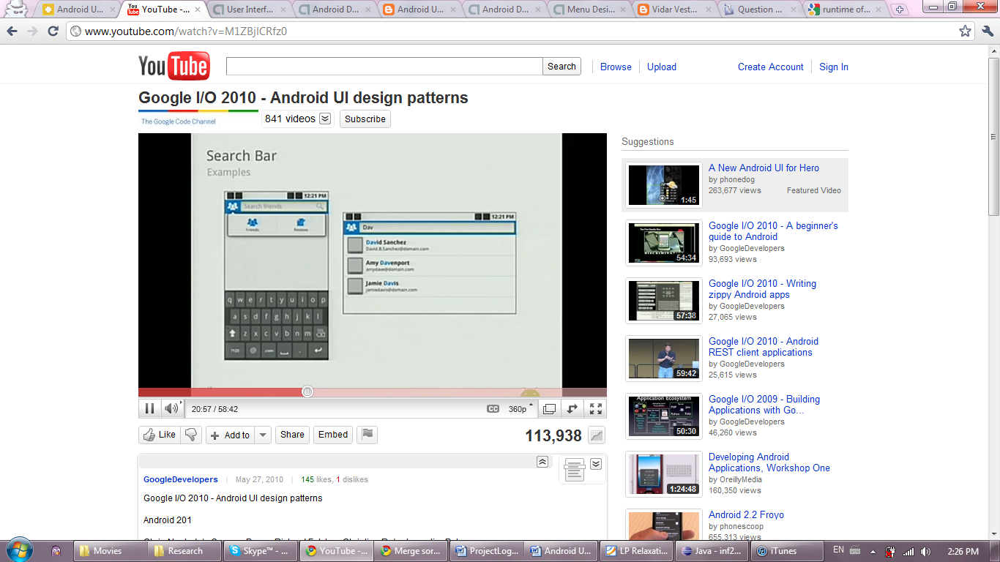 Android U...
YouTube -...
User Interf...
Android D...
Android U...
Android D...
Menu Desi...
Vidar Vest...
Question ...
runtime of...
www.youtube.com/watch?v=M1ZBjlCRfz0
YouTube
Search
Browse
Upload
Create Account
Sign In
Google I/O 2010 - Android UI design patterns
The Google Code Channel
841 videos
Subscribe
Search Bar
Examples
12:21 PM
Search friends
Friends
Reviews
q w e r t y u i o p
a s d f g h j k l
z x c v b n m DEL
?123 @ .com .
12:21 PM
Dav
David Sanchez
David.B.Sanchez@domain.com
Amy Davenport
amydave@domain.com
Jamie Davis
jamiedavis@domain.com
20:57 / 58:42
CC
360p
Like
Add to
Share
Embed
113,938
GoogleDevelopers | May 27, 2010 | 145 likes, 1 dislikes
Google I/O 2010 - Android UI design patterns
Android 201
Suggestions
A New Android UI for Hero
by phonedog
263,677 views Featured Video
1:45
Google I/O 2010 - A beginner's
guide to Android
by GoogleDevelopers
93,693 views
54:34
Google I/O 2010 - Writing
zippy Android apps
by GoogleDevelopers
27,065 views
57:38
Google I/O 2010 - Android
REST client applications
by GoogleDevelopers
25,615 views
59:42
Google I/O 2009 - Building
Applications with Go...
by GoogleDevelopers
46,260 views
Application Ecosystem
50:30
Developing Android
Applications, Workshop One
by OreillyMedia
160,350 views
1:24:48
Android 2.2 Froyo
by phonescoop
655,313 views
Movies
Research
Skype™ - ...
YouTube -...
Merge sor...
ProjectLog...
Android U...
LP Relaxati...
Java - inf2...
iTunes
EN
2:26 PM